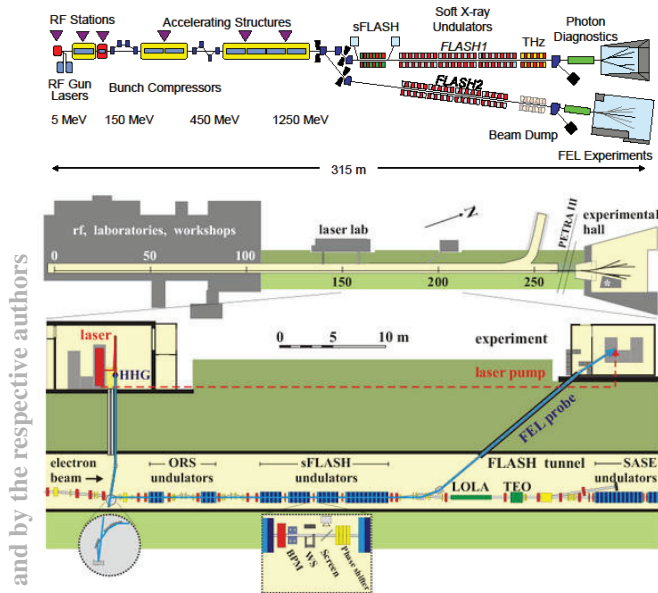 RF Stations
Accelerating Structures
sFLASH
Soft X-ray
Undulators
FLASH1
THz
Photon
Diagnostics
RF Gun
Lasers
Bunch Compressors
FLASH2
5 MeV
150 MeV
450 MeV
1250 MeV
Beam Dump
FEL Experiments
315 m
rf, laboratories, workshops
laser lab
N
PETRA III
experimental
hall
0
50
100
150
200
250
*
laser
HHG
0
5
10 m
experiment
laser pump
FEL probe
electron
beam
ORS
undulators
sFLASH
undulators
FLASH tunnel
LOLA
TEO
SASE
undulators
BPM
WS
Screen
Phase shifter
and by the respective authors